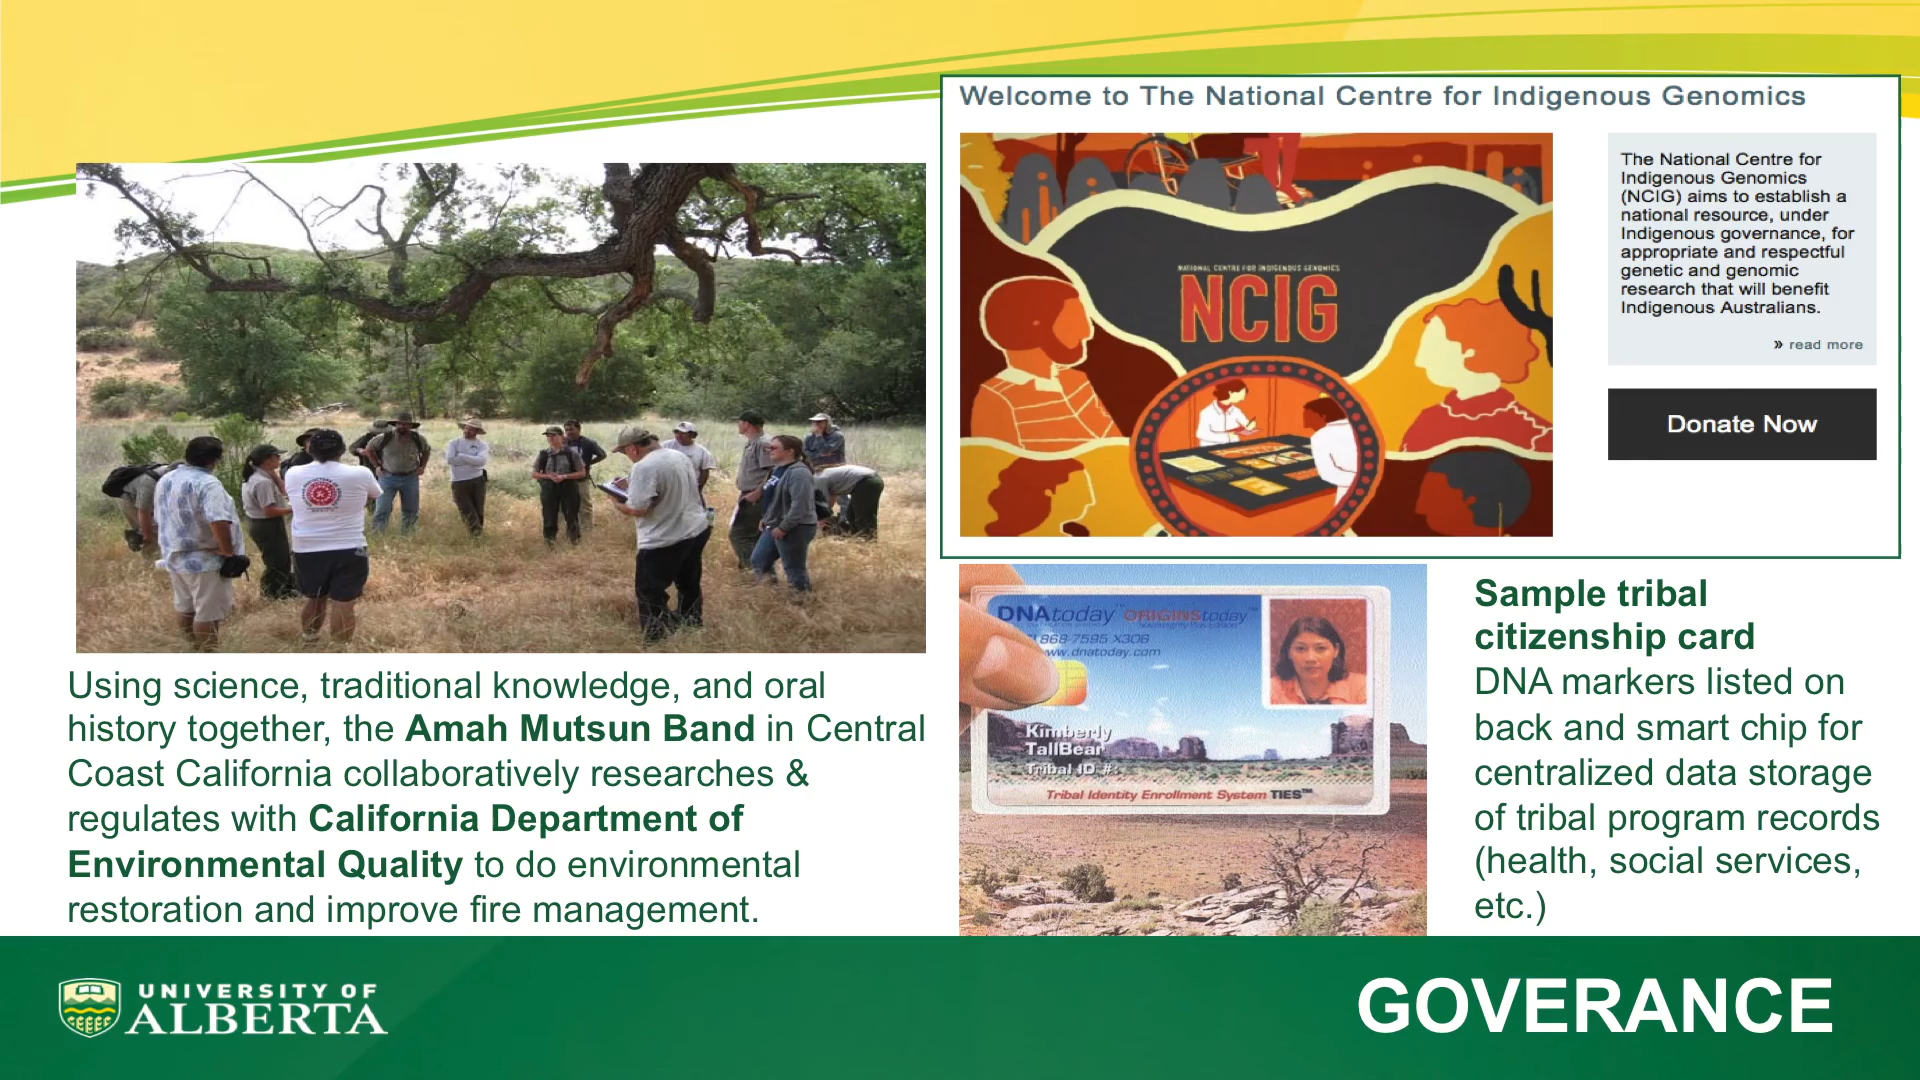 Welcome to The National Centre for Indigenous Genomics
NATIONAL CENTRE FOR INDIGENOUS GENOMICS
NCIG
The National Centre for
Indigenous Genomics
(NCIG) aims to establish a
national resource, under
Indigenous governance, for
appropriate and respectful
genetic and genomic
research that will benefit
Indigenous Australians.
» read more
Donate Now
Using science, traditional knowledge, and oral
history together, the Amah Mutsun Band in Central
Coast California collaboratively researches &
regulates with California Department of
Environmental Quality to do environmental
restoration and improve fire management.
DNAtoday™ ORIGINStoday™
868-7595 X306
www.dnatoday.com
Kimberly
TallBear
Tribal ID #:
Tribal Identity Enrollment System TIES™
Sample tribal
citizenship card
DNA markers listed on
back and smart chip for
centralized data storage
of tribal program records
(health, social services,
etc.)
UNIVERSITY OF
ALBERTA
GOVERANCE